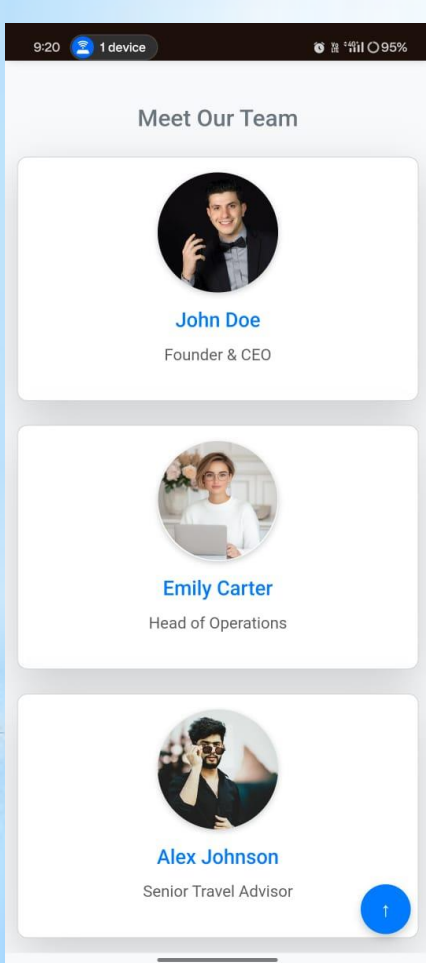 9:20 1 device 95%
Meet Our Team
John Doe
Founder & CEO
Emily Carter
Head of Operations
Alex Johnson
Senior Travel Advisor
↑